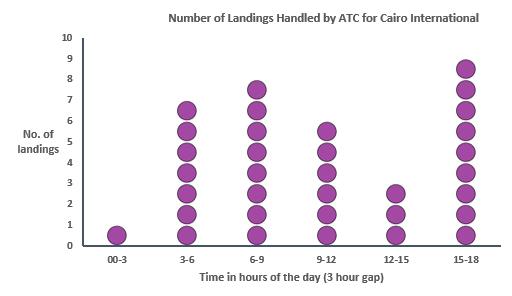 Number of Landings Handled by ATC for Cairo International
10
9
8
7
6
5
4
3
2
1
0
No. of
landings
00-3 3-6 6-9 9-12 12-15 15-18
Time in hours of the day (3 hour gap)